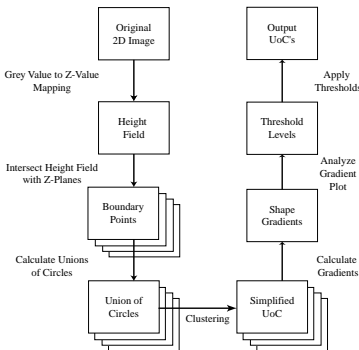 Original
2D Image
Grey Value to Z-Value
Mapping
Height
Field
Intersect Height Field
with Z-Planes
Boundary
Points
Calculate Unions
of Circles
Union of
Circles
Clustering
Simplified
UoC
Calculate
Gradients
Shape
Gradients
Analyze
Gradient
Plot
Threshold
Levels
Apply
Thresholds
Output
UoC's